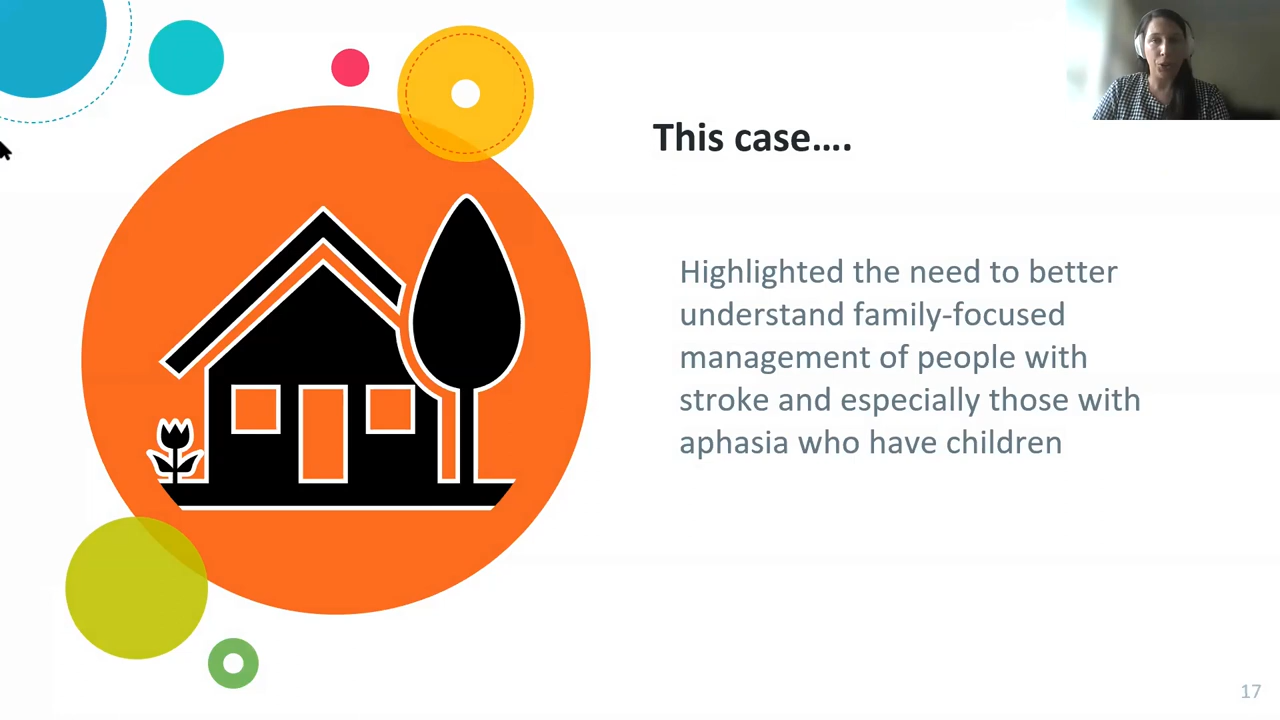 This case....
Highlighted the need to better
understand family-focused
management of people with
stroke and especially those with
aphasia who have children
17